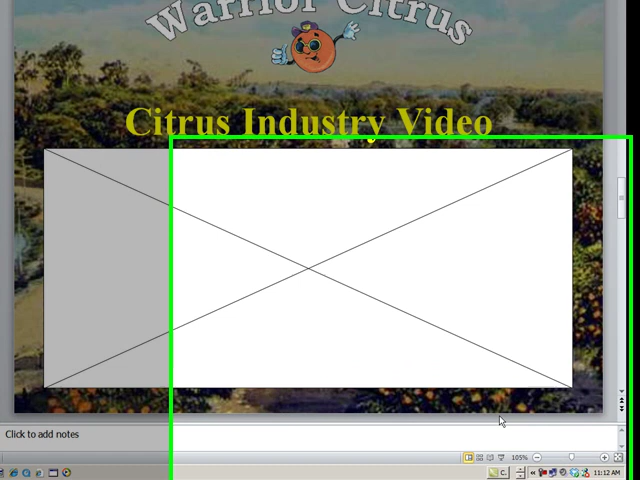 Warrior Citrus
Citrus Industry Video
Click to add notes
105%
C.
11:12 AM